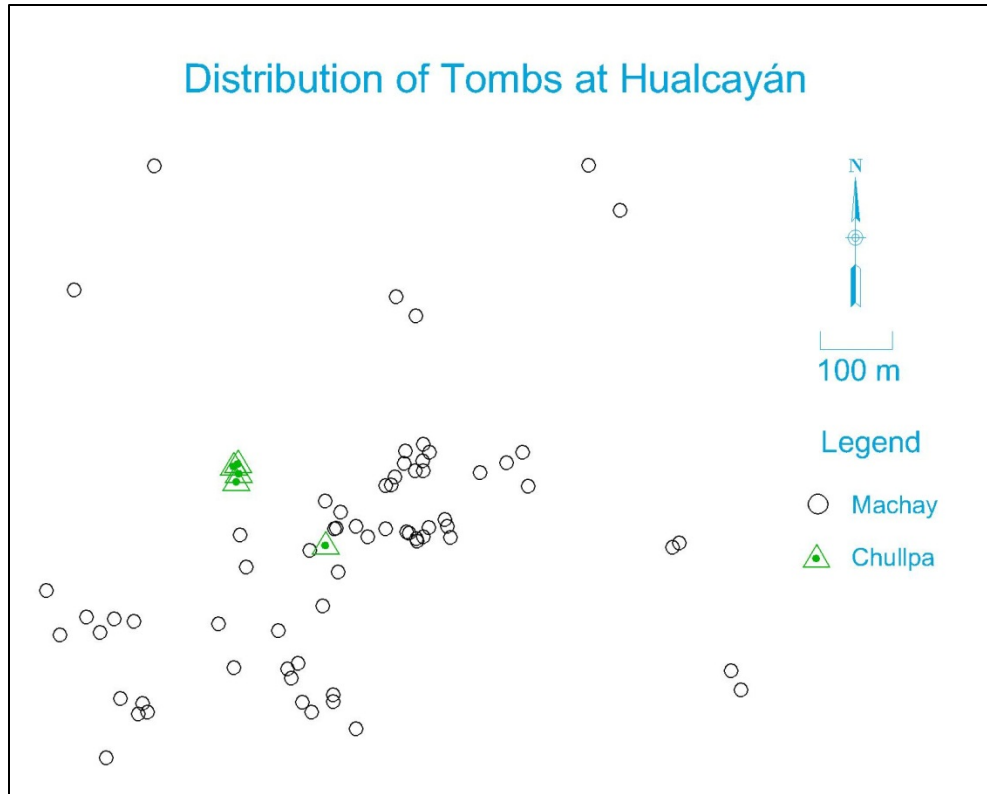 Distribution of Tombs at Hualcayán
N
100 m
Legend
Machay
Chullpa